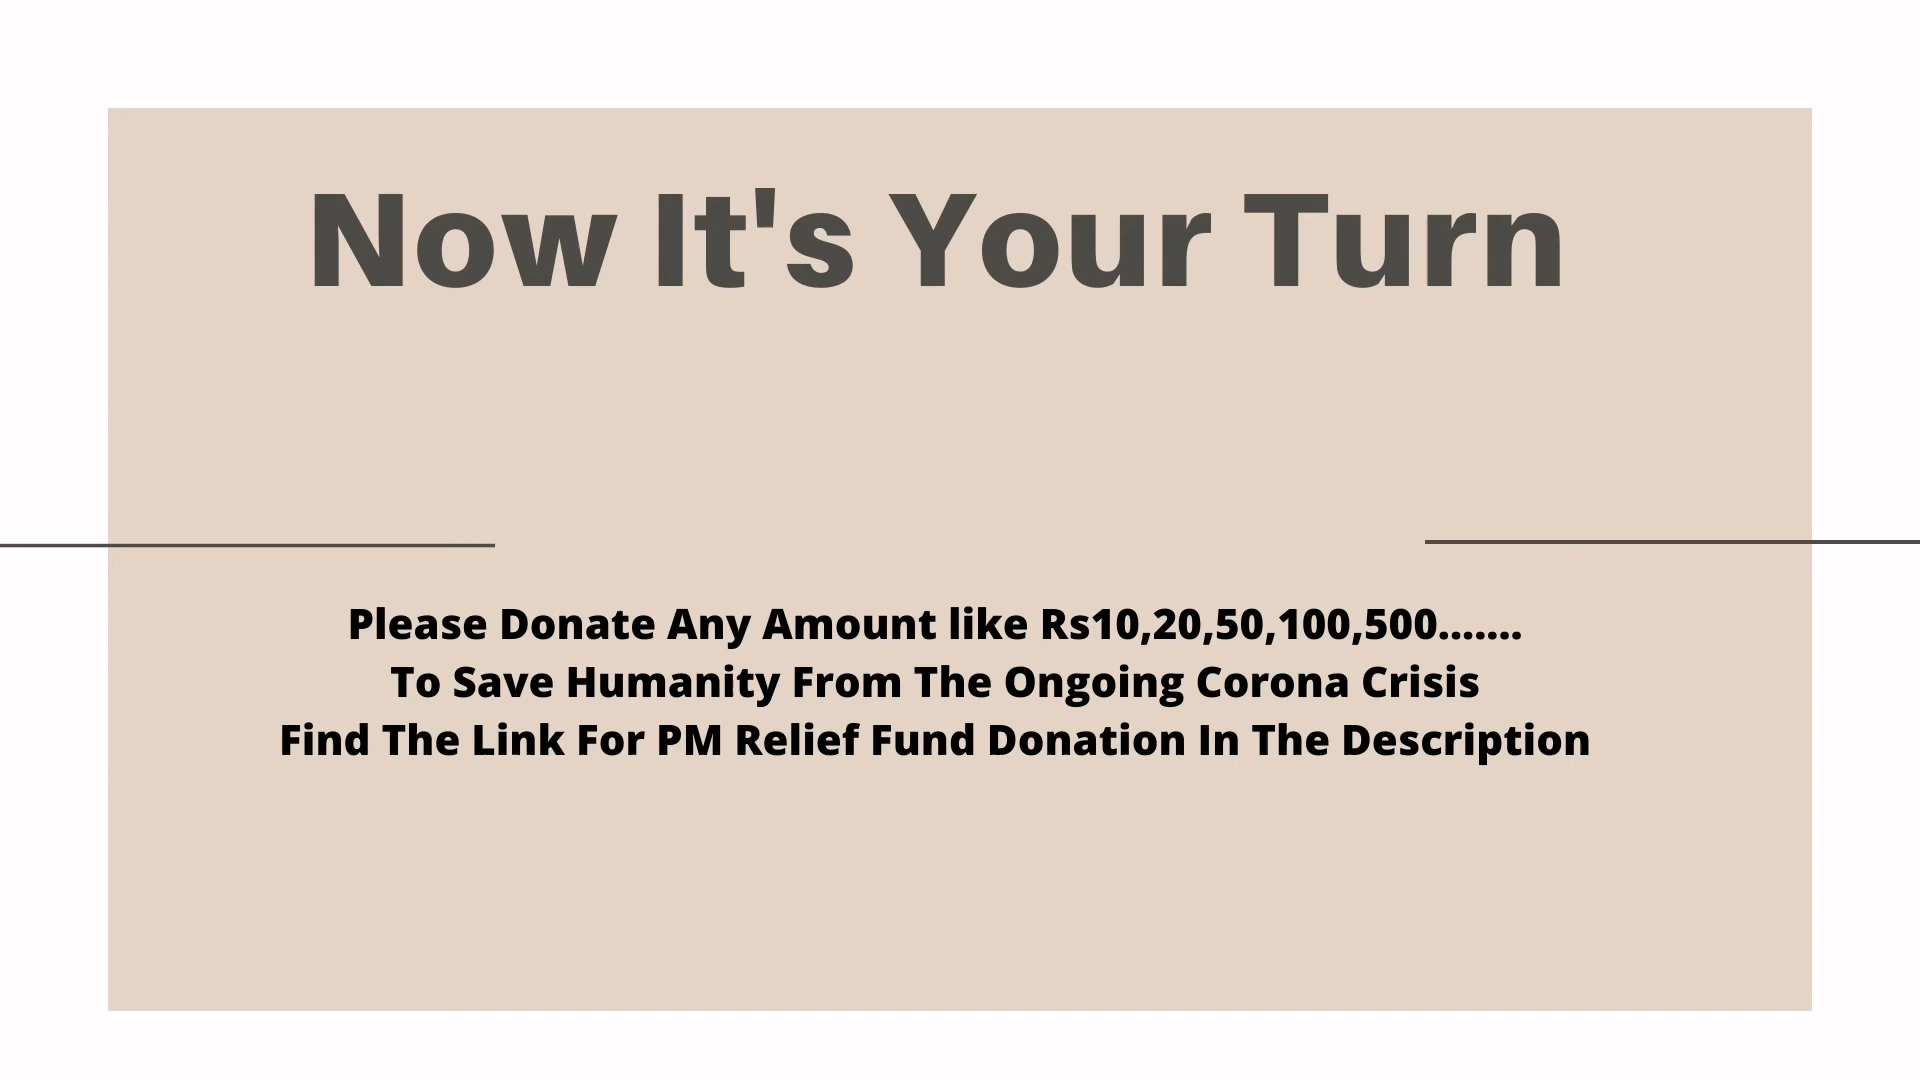 Now It's Your Turn
Please Donate Any Amount like Rs10,20,50,100,500.......
To Save Humanity From The Ongoing Corona Crisis
Find The Link For PM Relief Fund Donation In The Description